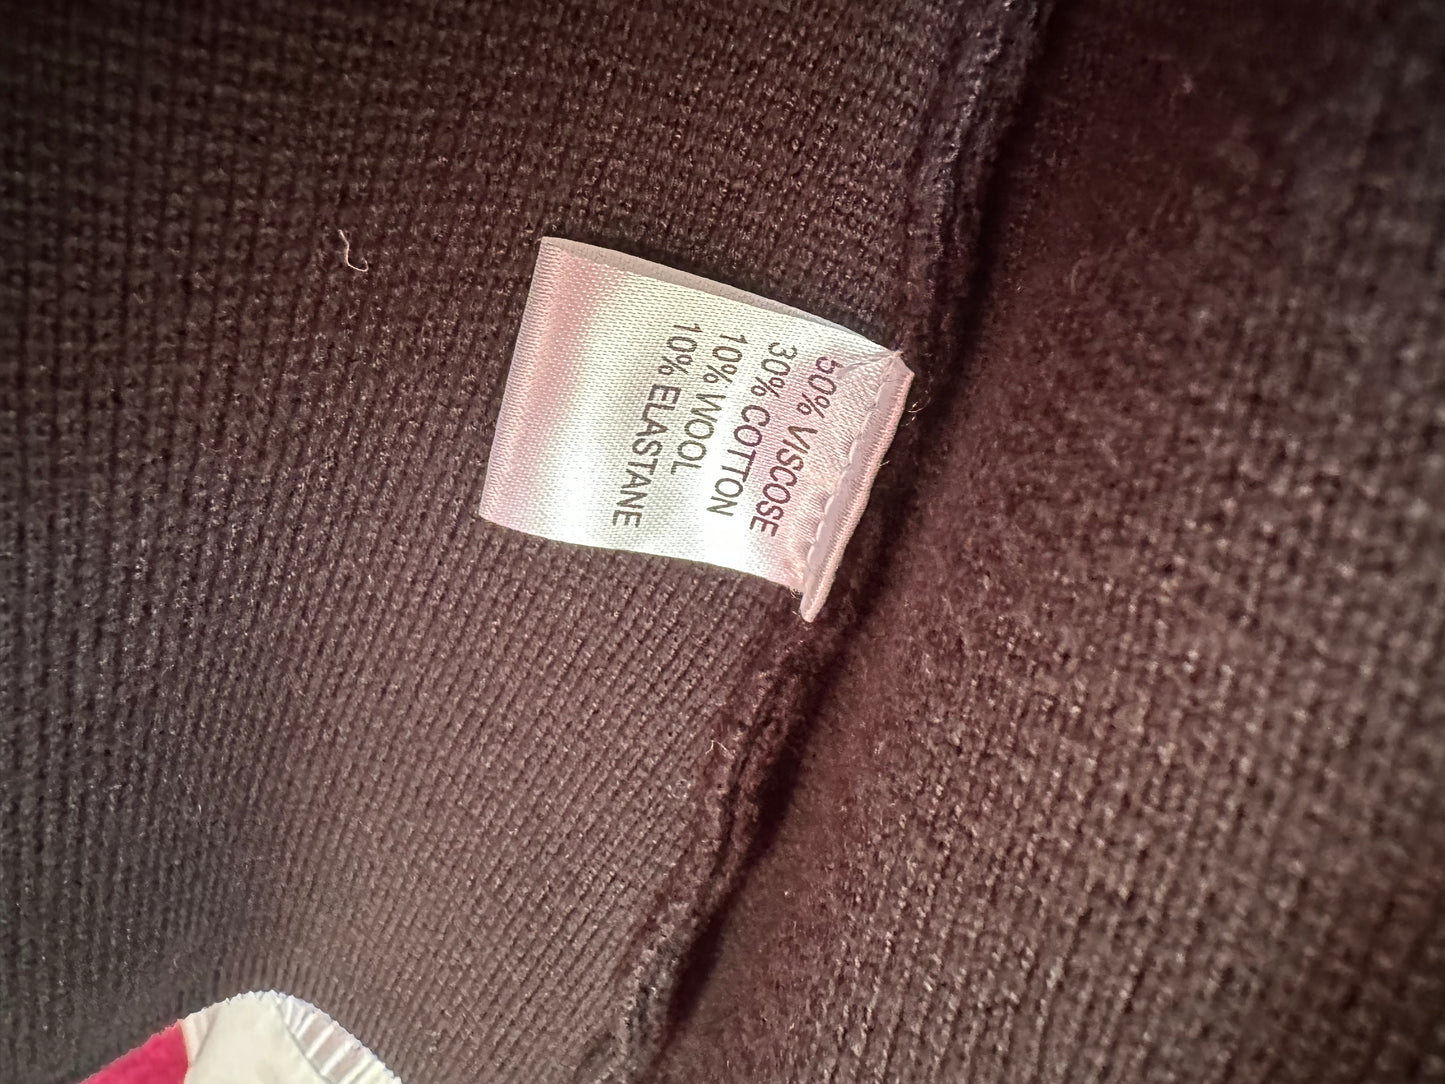 50% VISCOSE
30% COTTON
10% WOOL
10% ELASTANE